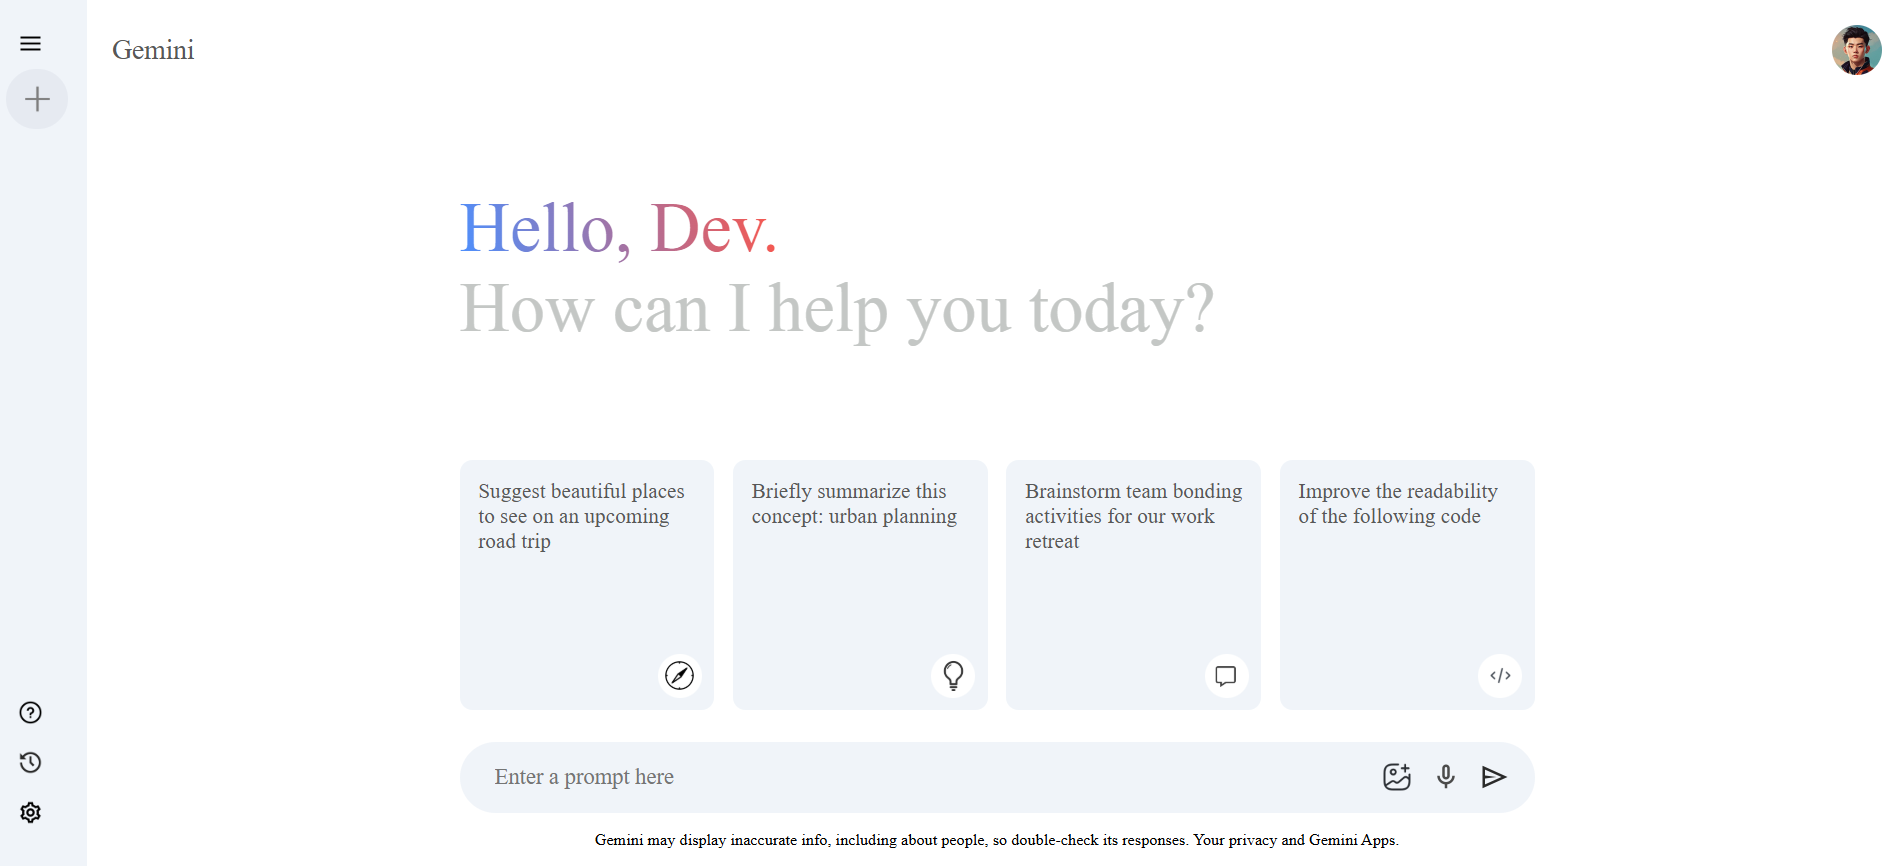 Gemini
Hello, Dev.
How can I help you today?
Suggest beautiful places
to see on an upcoming
road trip
Briefly summarize this
concept: urban planning
Brainstorm team bonding
activities for our work
retreat
Improve the readability
of the following code
Enter a prompt here
Gemini may display inaccurate info, including about people, so double-check its responses. Your privacy and Gemini Apps.